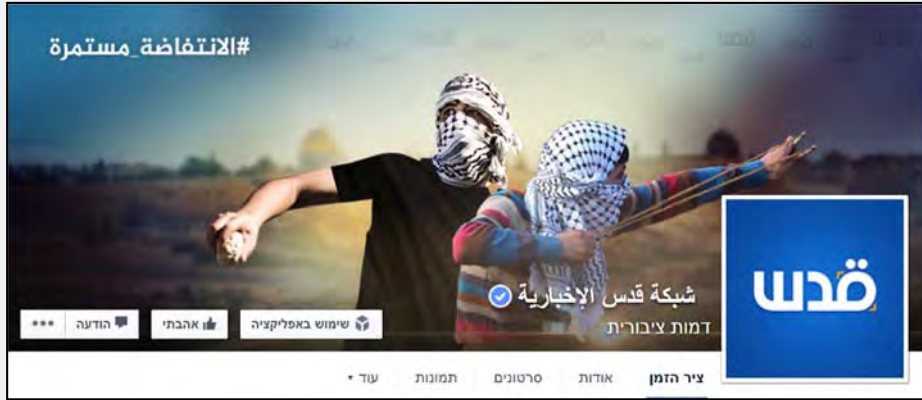 #الانتفاضة_مستمرة
قدس
شبكة قدس الإخبارية
דמות ציבורית
שימוש באפליקציה
אהבתי
הודעה
ציר הזמן אודות סרטונים תמונות עוד